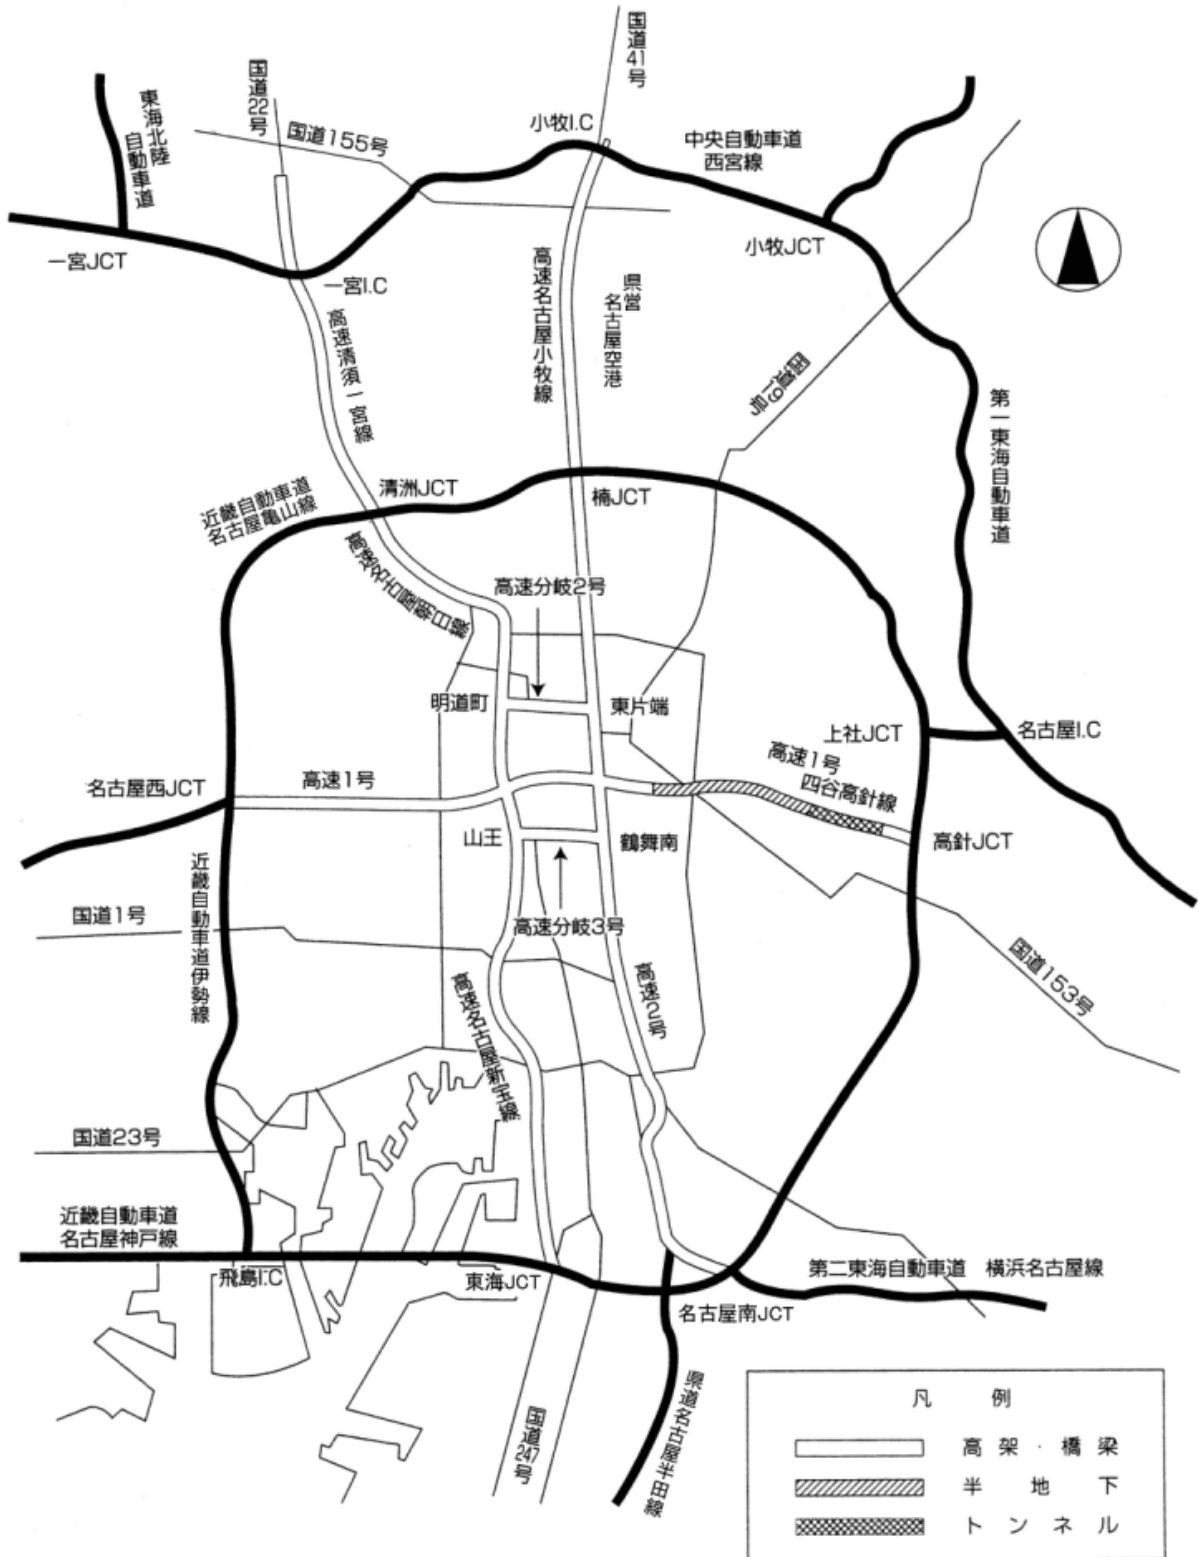 国道41号
国道22号
東海北陸
自動車道
国道155号
小牧I.C
中央自動車道
西宮線
一宮JCT
小牧JCT
一宮I.C
高速清須一宮線
高速名古屋小牧線
県営
名古屋空港
国道19号
第一東海自動車道
近畿自動車道
名古屋亀山線
清洲JCT
楠JCT
高速名古屋朝日線
高速分岐2号
明道町
東片端
上社JCT
名古屋I.C
名古屋西JCT
高速1号
高速1号
四谷高針線
山王
鶴舞南
高針JCT
近畿自動車道伊勢線
国道1号
高速分岐3号
国道153号
高速名古屋新宝線
高速2号
国道23号
近畿自動車道
名古屋神戸線
飛島I.C
東海JCT
第二東海自動車道 横浜名古屋線
名古屋南JCT
県道名古屋半田線
国道247号
凡例
高架・橋梁
半地下
トンネル